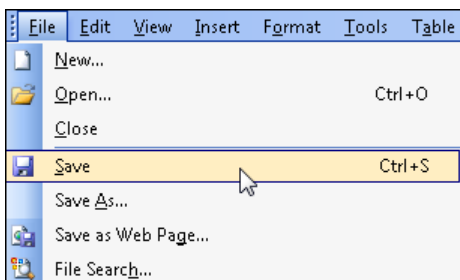 File Edit View Insert Format Tools Table
New...
Open... Ctrl+O
Close
Save Ctrl+S
Save As...
Save as Web Page...
File Search...